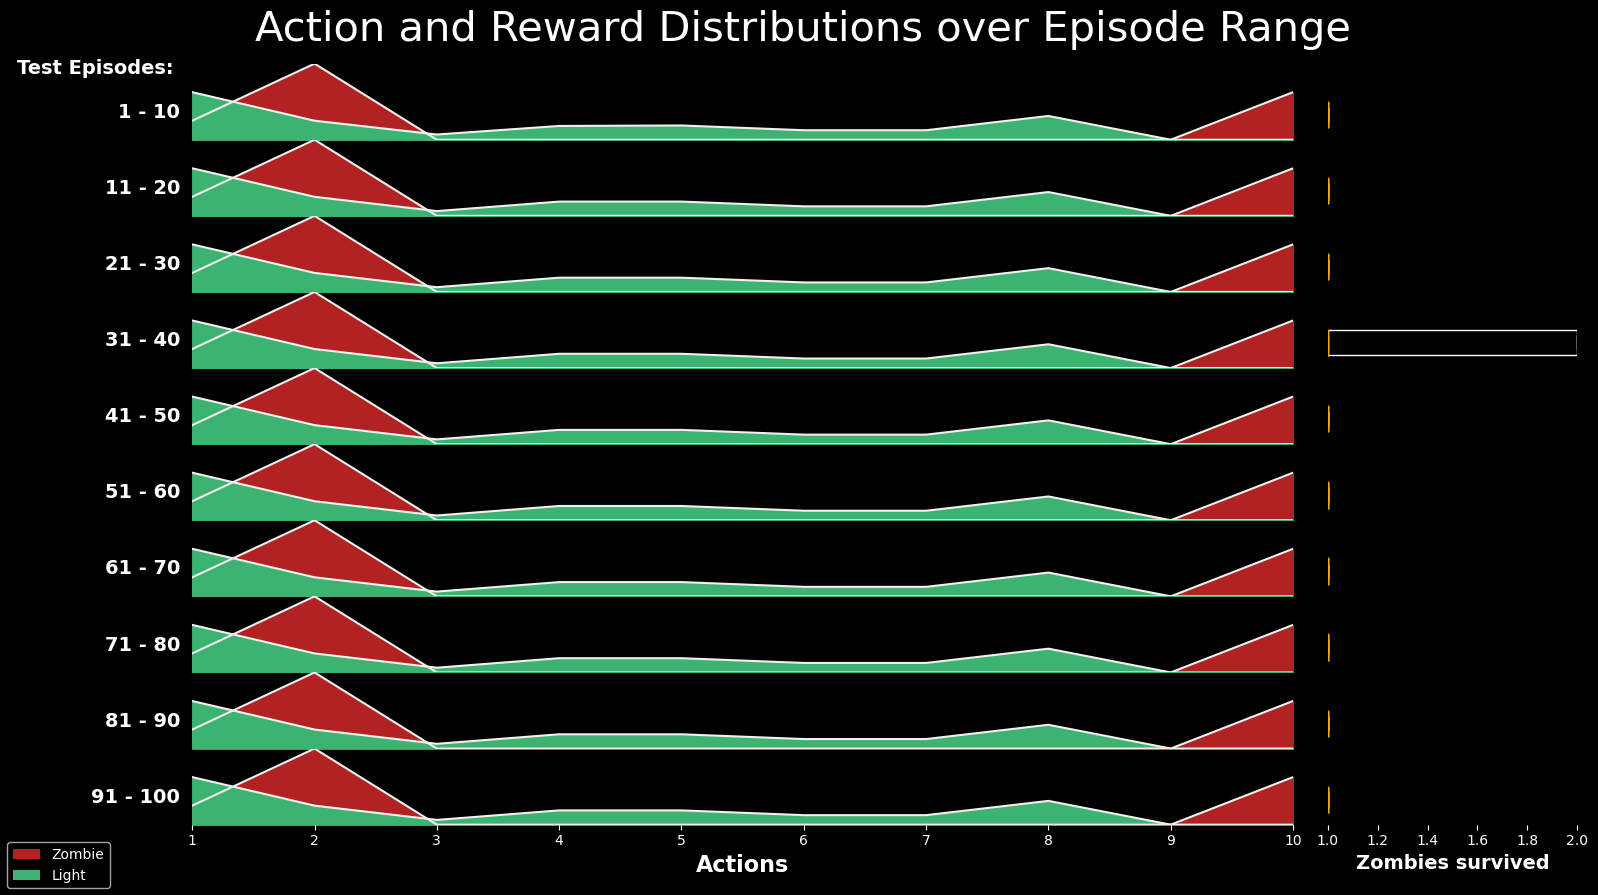 Action and Reward Distributions over Episode Range
Test Episodes:
1 - 10
11 - 20
21 - 30
31 - 40
41 - 50
51 - 60
61 - 70
71 - 80
81 - 90
91 - 100
1 2 3 4 5 6 7 8 9 10 1.0 1.2 1.4 1.6 1.8 2.0
Actions
Zombies survived
Zombie
Light